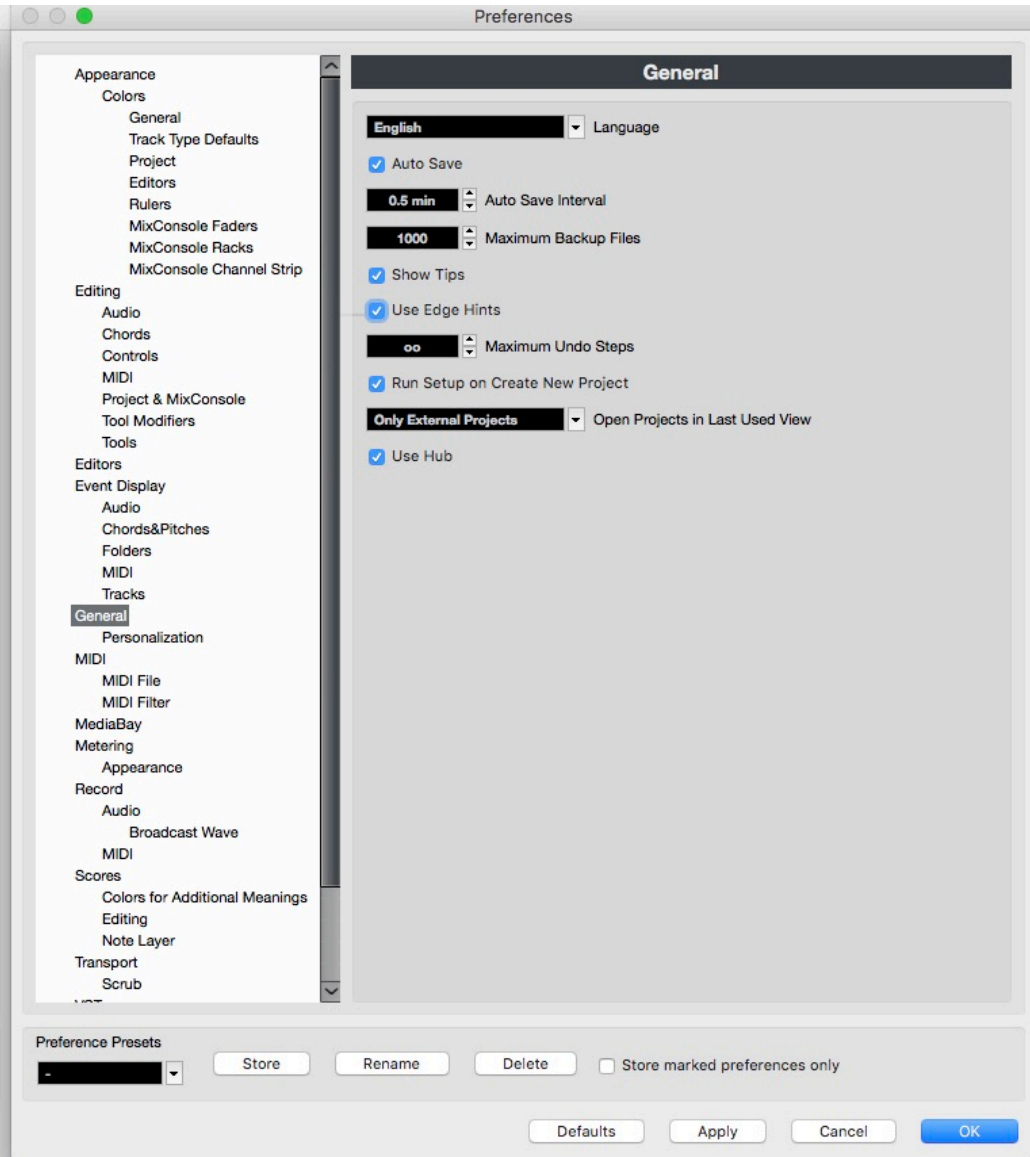 Preferences
Appearance
Colors
General
Track Type Defaults
Project
Editors
Rulers
MixConsole Faders
MixConsole Racks
MixConsole Channel Strip
Editing
Audio
Chords
Controls
MIDI
Project & MixConsole
Tool Modifiers
Tools
Editors
Event Display
Audio
Chords&Pitches
Folders
MIDI
Tracks
General
Personalization
MIDI
MIDI File
MIDI Filter
MediaBay
Metering
Appearance
Record
Audio
Broadcast Wave
MIDI
Scores
Colors for Additional Meanings
Editing
Note Layer
Transport
Scrub
General
English Language
Auto Save
0.5 min Auto Save Interval
1000 Maximum Backup Files
Show Tips
Use Edge Hints
oo Maximum Undo Steps
Run Setup on Create New Project
Only External Projects Open Projects in Last Used View
Use Hub
Preference Presets
- Store Rename Delete Store marked preferences only
Defaults Apply Cancel OK